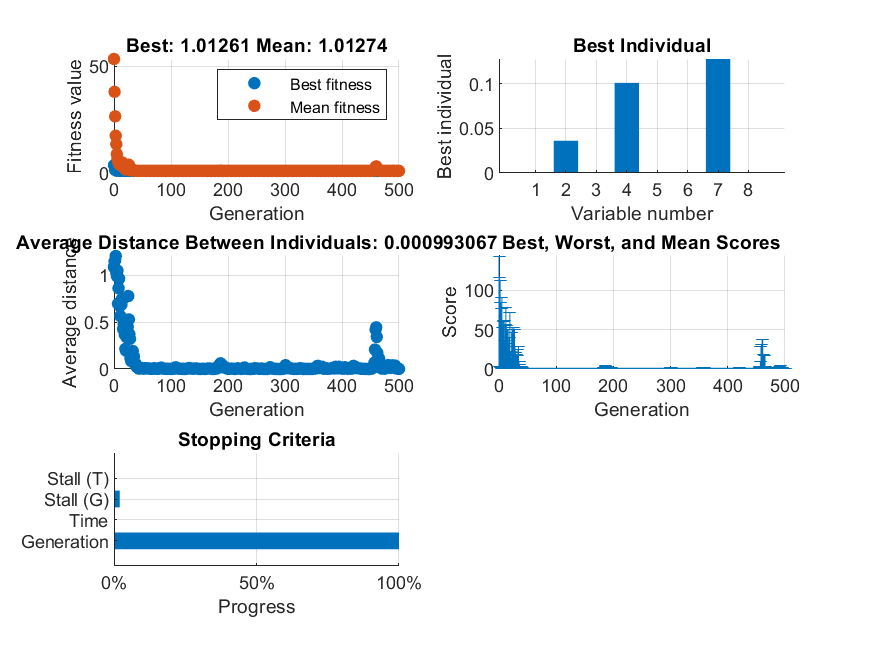 Best: 1.01261 Mean: 1.01274
Fitness value
50
0
Best fitness
Mean fitness
0 100 200 300 400 500
Generation
Best Individual
Best individual
0.1
0.05
0
1 2 3 4 5 6 7 8
Variable number
Average Distance Between Individuals: 0.000993067
Average distance
1
0.5
0
0 100 200 300 400 500
Generation
Best, Worst, and Mean Scores
Score
100
50
0
0 100 200 300 400 500
Generation
Stopping Criteria
Stall (T)
Stall (G)
Time
Generation
0% 50% 100%
Progress